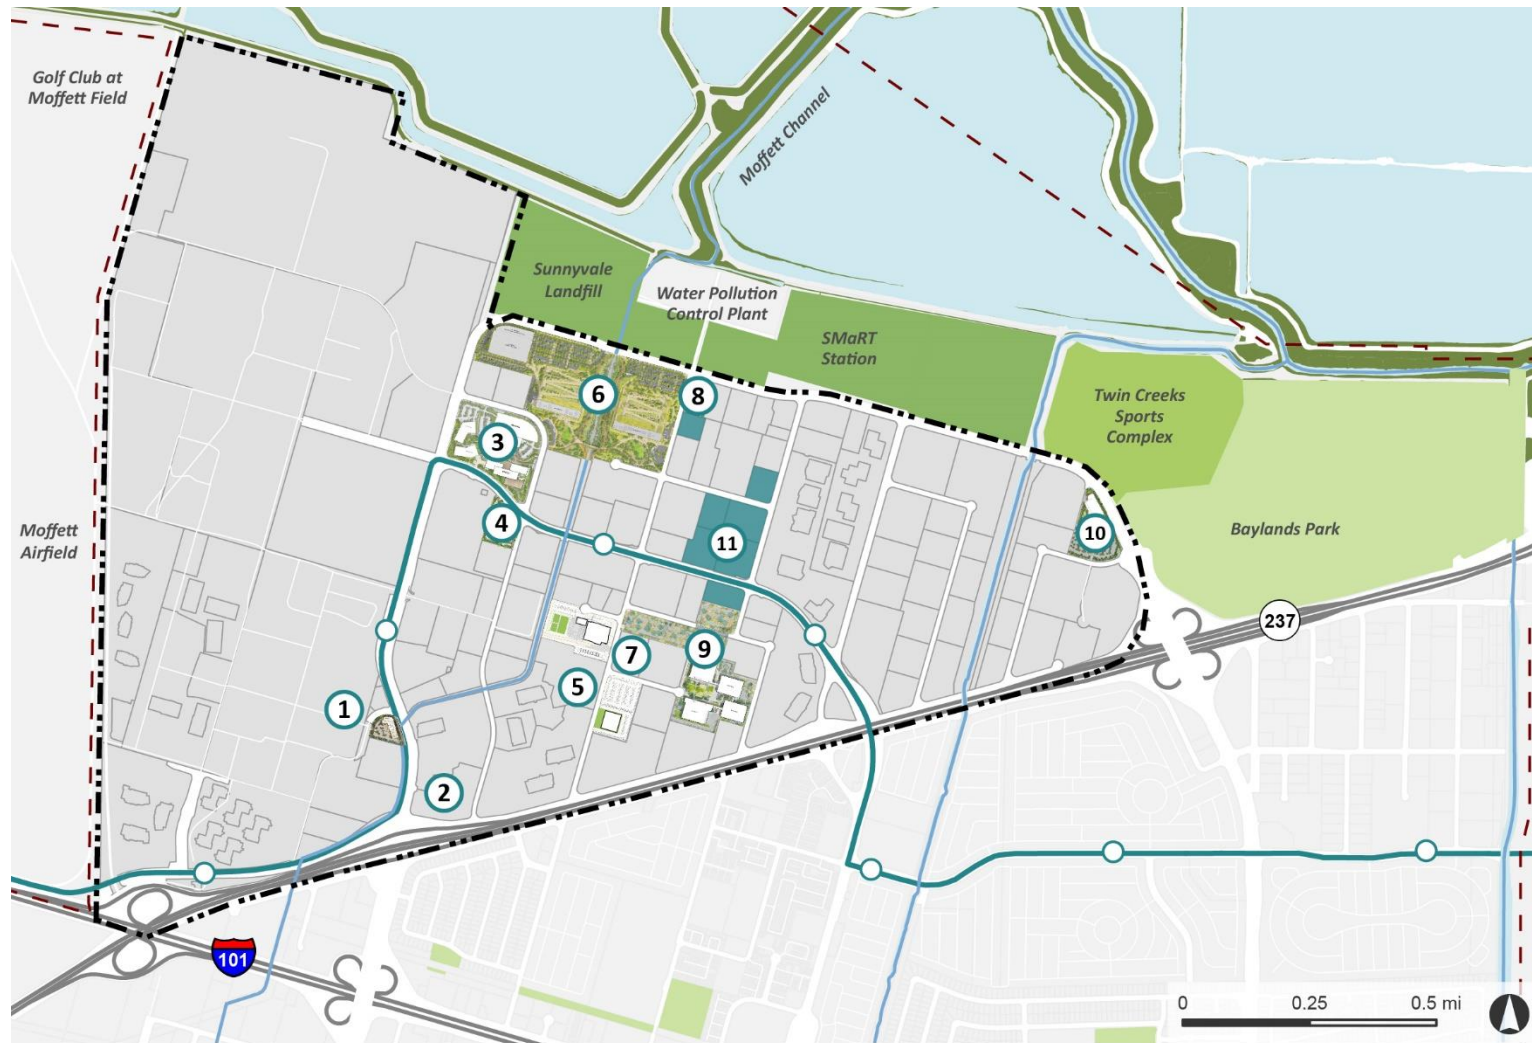 Golf Club at
Moffett Field
Moffett Channel
Sunnyvale
Landfill
Water Pollution
Control Plant
SMaRT
Station
Twin Creeks
Sports
Complex
6
8
3
4
11
10
Moffett
Airfield
Baylands Park
237
7
9
5
1
2
101
0
0.25
0.5 mi